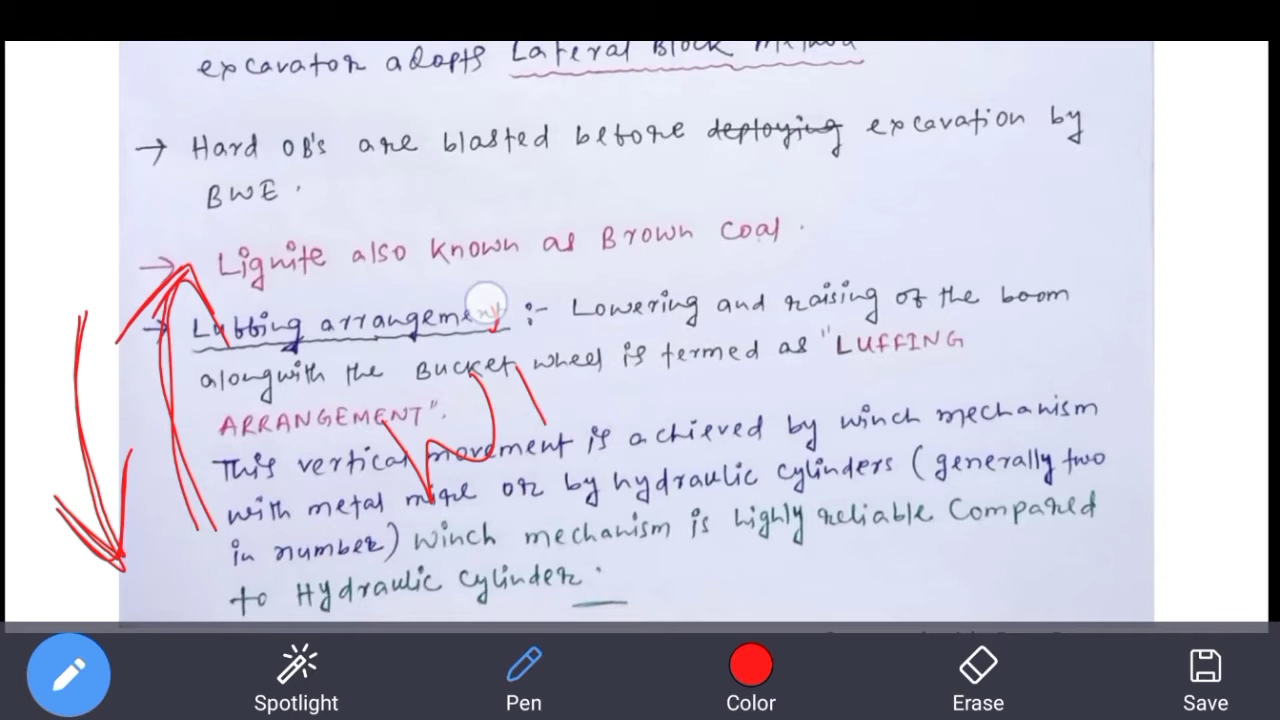 excavator adopts Lateral Block Method
→ Hard OB's are blasted before deploying excavation by
BWE.
→ Lignite also known as Brown Coal.
→ Luffing arrangement :- Lowering and raising of the boom
alongwith the Bucket wheel is termed as "LUFFING
ARRANGEMENT".
This vertical movement is achieved by winch mechanism
with metal wire or by hydraulic cylinders (generally two
in number) winch mechanism is highly reliable Compared
to Hydraulic cylinder.
Spotlight Pen Color Erase Save